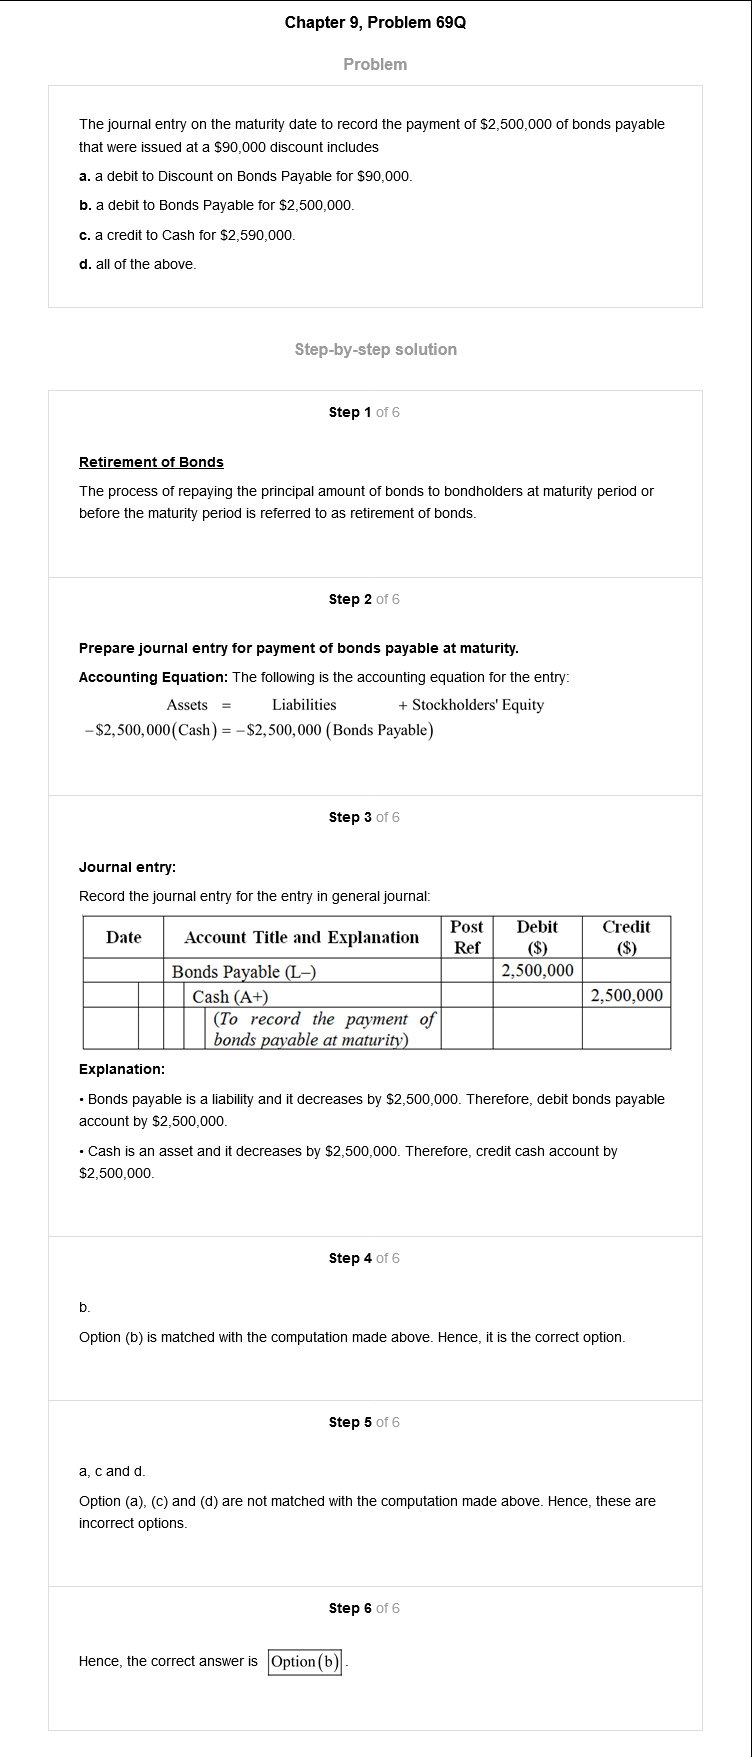 Chapter 9, Problem 69Q
Problem
The journal entry on the maturity date to record the payment of $2,500,000 of bonds payable
that were issued at a $90,000 discount includes
a. a debit to Discount on Bonds Payable for $90,000.
b. a debit to Bonds Payable for $2,500,000.
c. a credit to Cash for $2,590,000.
d. all of the above.
Step-by-step solution
Step 1 of 6
Retirement of Bonds
The process of repaying the principal amount of bonds to bondholders at maturity period or
before the maturity period is referred to as retirement of bonds.
Step 2 of 6
Prepare journal entry for payment of bonds payable at maturity.
Accounting Equation: The following is the accounting equation for the entry:
Assets = Liabilities + Stockholders' Equity
−$2,500,000(Cash) = −$2,500,000 (Bonds Payable)
Step 3 of 6
Journal entry:
Record the journal entry for the entry in general journal:
Date Account Title and Explanation Post Ref Debit ($) Credit ($)
Bonds Payable (L–) 2,500,000
Cash (A+) 2,500,000
(To record the payment of
bonds payable at maturity)
Explanation:
• Bonds payable is a liability and it decreases by $2,500,000. Therefore, debit bonds payable
account by $2,500,000.
• Cash is an asset and it decreases by $2,500,000. Therefore, credit cash account by
$2,500,000.
Step 4 of 6
b.
Option (b) is matched with the computation made above. Hence, it is the correct option.
Step 5 of 6
a, c and d.
Option (a), (c) and (d) are not matched with the computation made above. Hence, these are
incorrect options.
Step 6 of 6
Hence, the correct answer is Option(b).